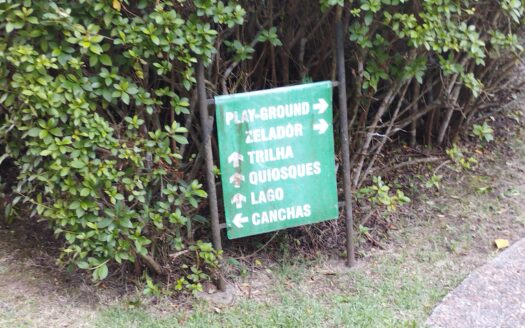 PLAY-GROUND →
ZELADOR →
↑ TRILHA
↑ QUIOSQUES
↑ LAGO
← CANCHAS